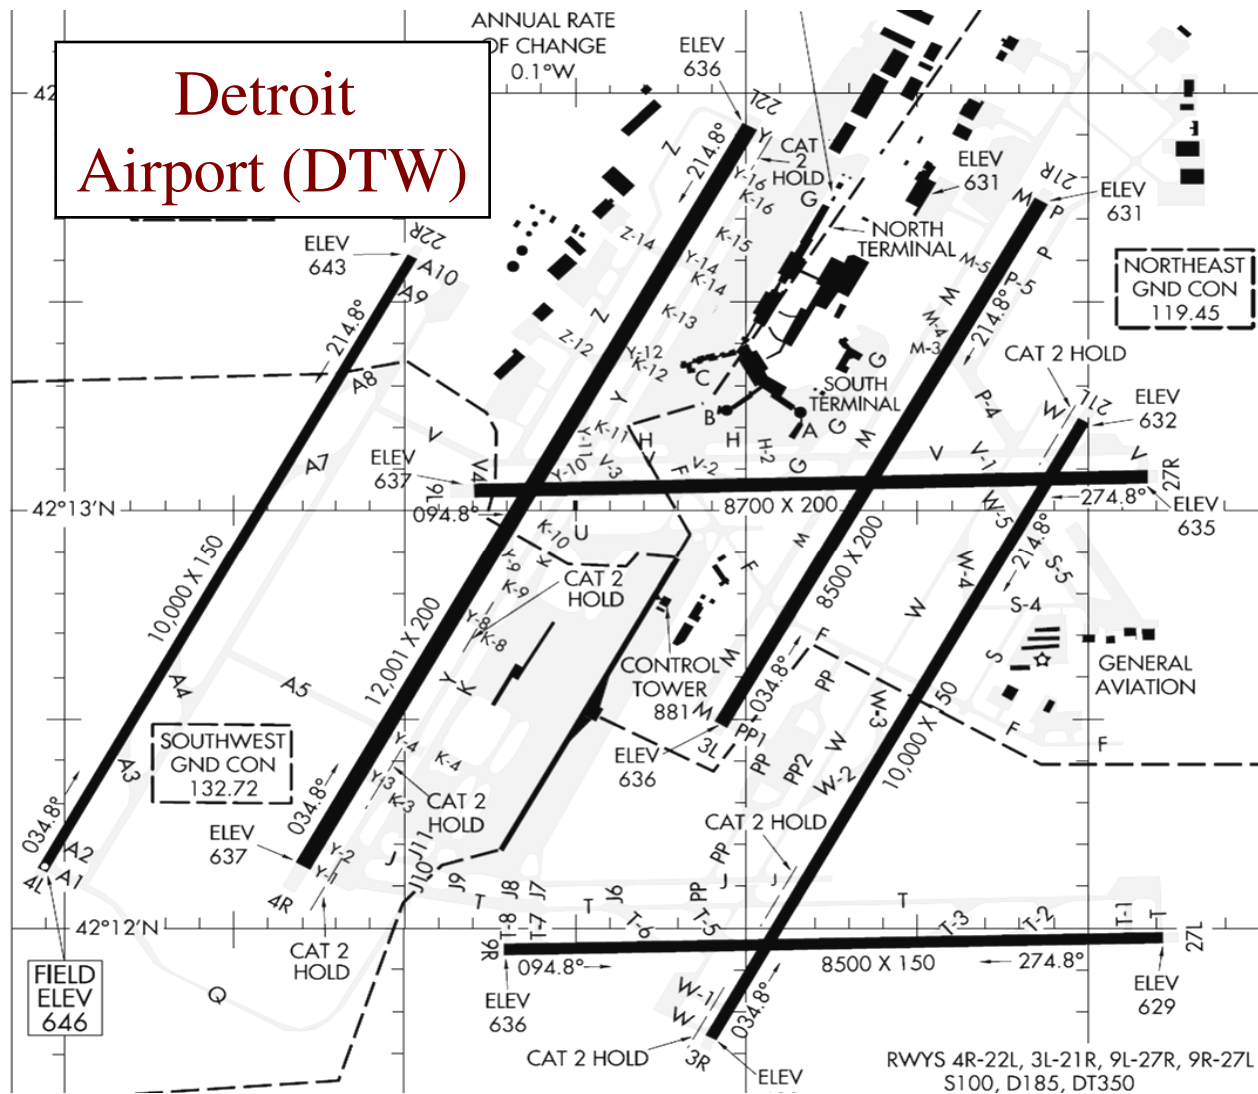 ANNUAL RATE
OF CHANGE
0.1°W
Detroit
Airport (DTW)
42
ELEV
636
22L
214.8°
Z
Y
CAT
2
HOLD
Y-16
K-16
G
ELEV
631
21R
M
P
ELEV
631
P
NORTH
TERMINAL
22R
ELEV
643
A10
A9
214.8°
Z-14
K-15
Y-14
K-14
M-5
P-5
M
214.8°
NORTHEAST
GND CON
119.45
Z
K-13
M-4
M-3
Z-12
Y-12
K-12
C
G
CAT 2 HOLD
A8
SOUTH
TERMINAL
Y
B
A
G
P-4
W
21L
ELEV
632
V
K-11
Y-11
H
H
H-2
M
A7
ELEV
637
V4
Y-10
V-3
Y
F
V-2
G
V
V-1
V
27R
9L
094.8°
8700 X 200
274.8°
ELEV
635
42°13'N
U
K-10
W-5
214.8°
10,000 X 150
Y-9
K
K-9
CAT 2
HOLD
M
F
8500 X 200
W-4
S-5
12,001 X 200
Y-8
K-8
W
S-4
A4
A5
Y
K
CONTROL
TOWER
881
M
034.8°
F
PP
W-3
S
GENERAL
AVIATION
SOUTHWEST
GND CON
132.72
Y-4
K-4
M
3L
PP1
ELEV
636
PP
PP2
W
W-2
10,000 X 150
F
F
A3
034.8°
Y-3
K-3
CAT 2
HOLD
034.8°
ELEV
637
CAT 2 HOLD
A2
A1
4L
Y-2
Y-1
4R
J
J11
J10
J9
J8
J7
J6
PP
PP
J
J
T
T
T
T-8
T-7
T-6
T-5
T-3
T-2
T-1
T
42°12'N
CAT 2
HOLD
9R
094.8°
8500 X 150
274.8°
27L
FIELD
ELEV
646
Q
ELEV
636
W-1
W
034.8°
ELEV
629
CAT 2 HOLD
3R
ELEV
RWYS 4R-22L, 3L-21R, 9L-27R, 9R-27L
S100, D185, DT350